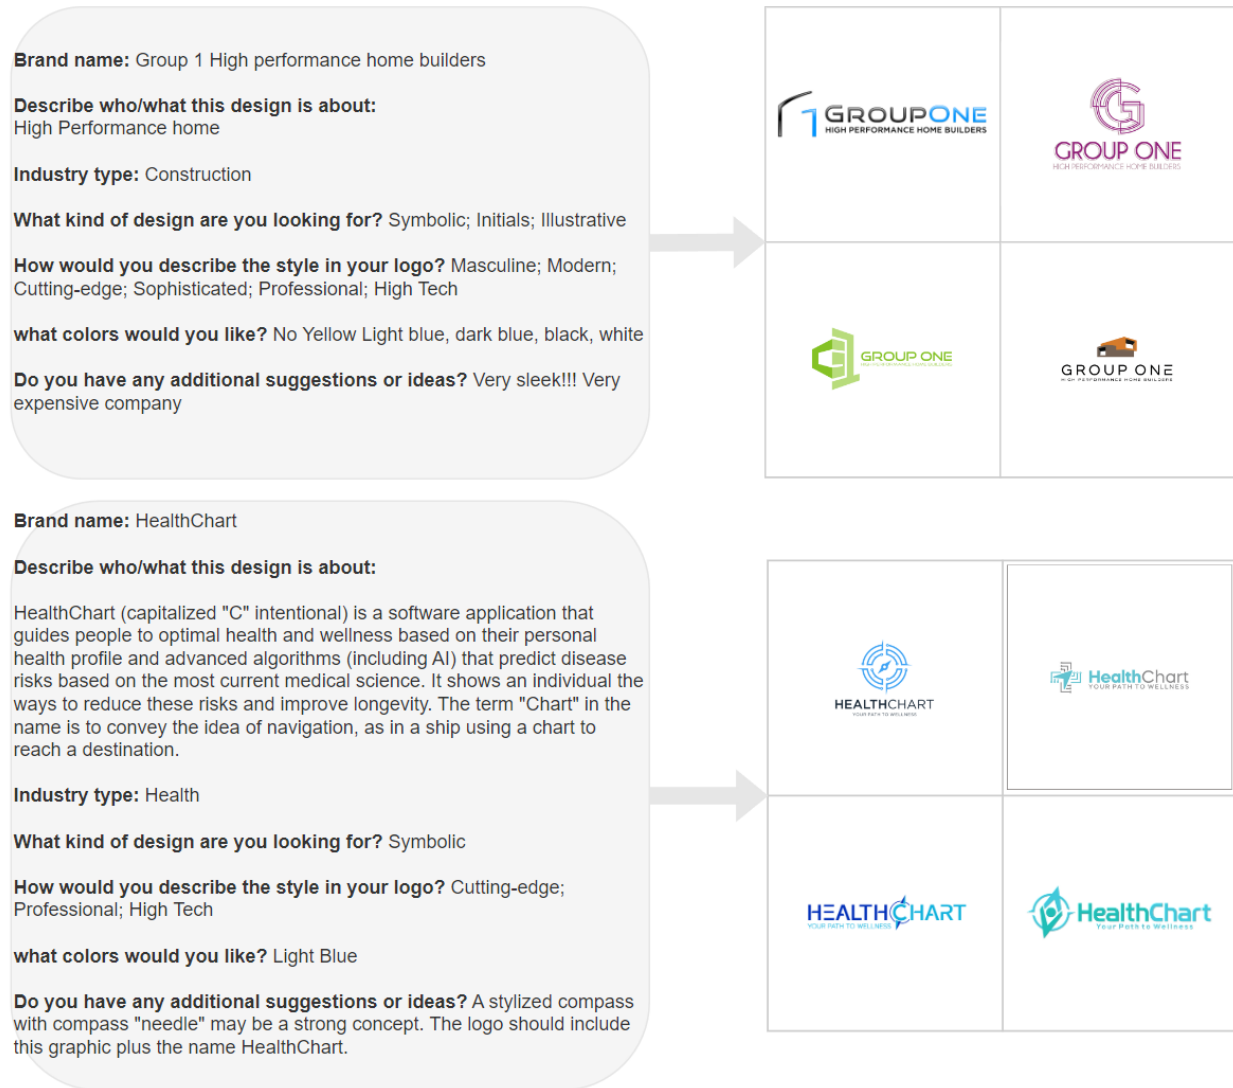 Brand name: Group 1 High performance home builders
Describe who/what this design is about:
High Performance home
Industry type: Construction
What kind of design are you looking for? Symbolic; Initials; Illustrative
How would you describe the style in your logo? Masculine; Modern;
Cutting-edge; Sophisticated; Professional; High Tech
what colors would you like? No Yellow Light blue, dark blue, black, white
Do you have any additional suggestions or ideas? Very sleek!!! Very
expensive company
GROUPONE
HIGH PERFORMANCE HOME BUILDERS
GROUP ONE
HIGH PERFORMANCE HOME BUILDERS
GROUP ONE
HIGH PERFORMANCE HOME BUILDERS
GROUP ONE
HIGH PERFORMANCE HOME BUILDERS
Brand name: HealthChart
Describe who/what this design is about:
HealthChart (capitalized "C" intentional) is a software application that
guides people to optimal health and wellness based on their personal
health profile and advanced algorithms (including AI) that predict disease
risks based on the most current medical science. It shows an individual the
ways to reduce these risks and improve longevity. The term "Chart" in the
name is to convey the idea of navigation, as in a ship using a chart to
reach a destination.
Industry type: Health
What kind of design are you looking for? Symbolic
How would you describe the style in your logo? Cutting-edge;
Professional; High Tech
what colors would you like? Light Blue
Do you have any additional suggestions or ideas? A stylized compass
with compass "needle" may be a strong concept. The logo should include
this graphic plus the name HealthChart.
HEALTHCHART
YOUR PATH TO WELLNESS
HealthChart
YOUR PATH TO WELLNESS
HEALTHCHART
YOUR PATH TO WELLNESS
HealthChart
Your Path to Wellness